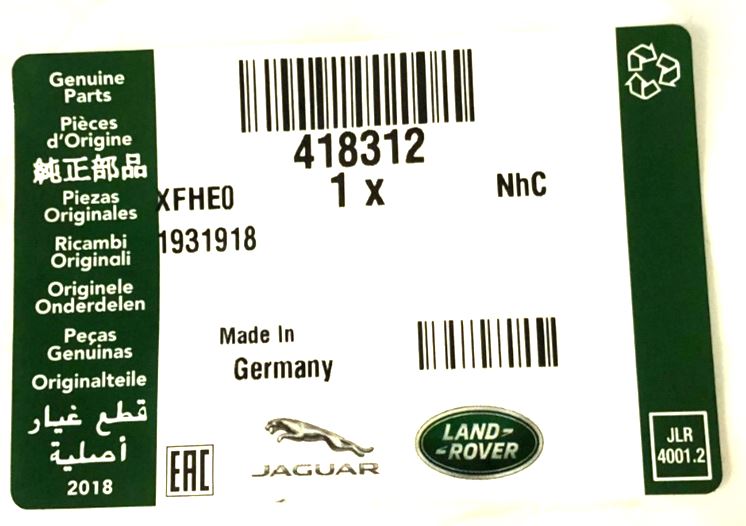 Genuine
Parts
Pièces
d'Origine
純正部品
Piezas
Originales
Ricambi
Originali
Originele
Onderdelen
Peças
Genuinas
Originalteile
قطع غيار
أصلية
2018
418312
1 x
NhC
XFHE0
1931918
Made In
Germany
EAC
JAGUAR
LAND-
-ROVER
JLR
4001.2